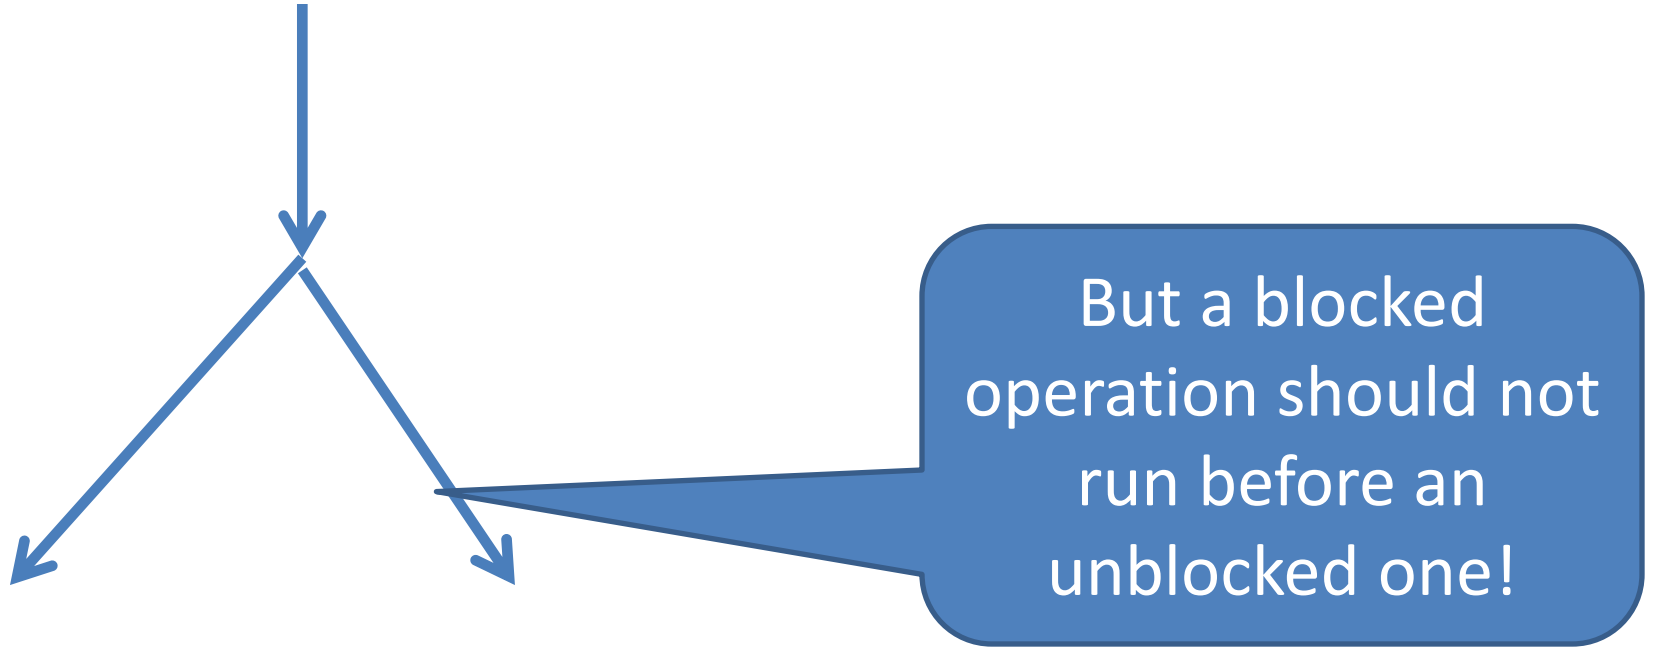 But a blocked
operation should not
run before an
unblocked one!